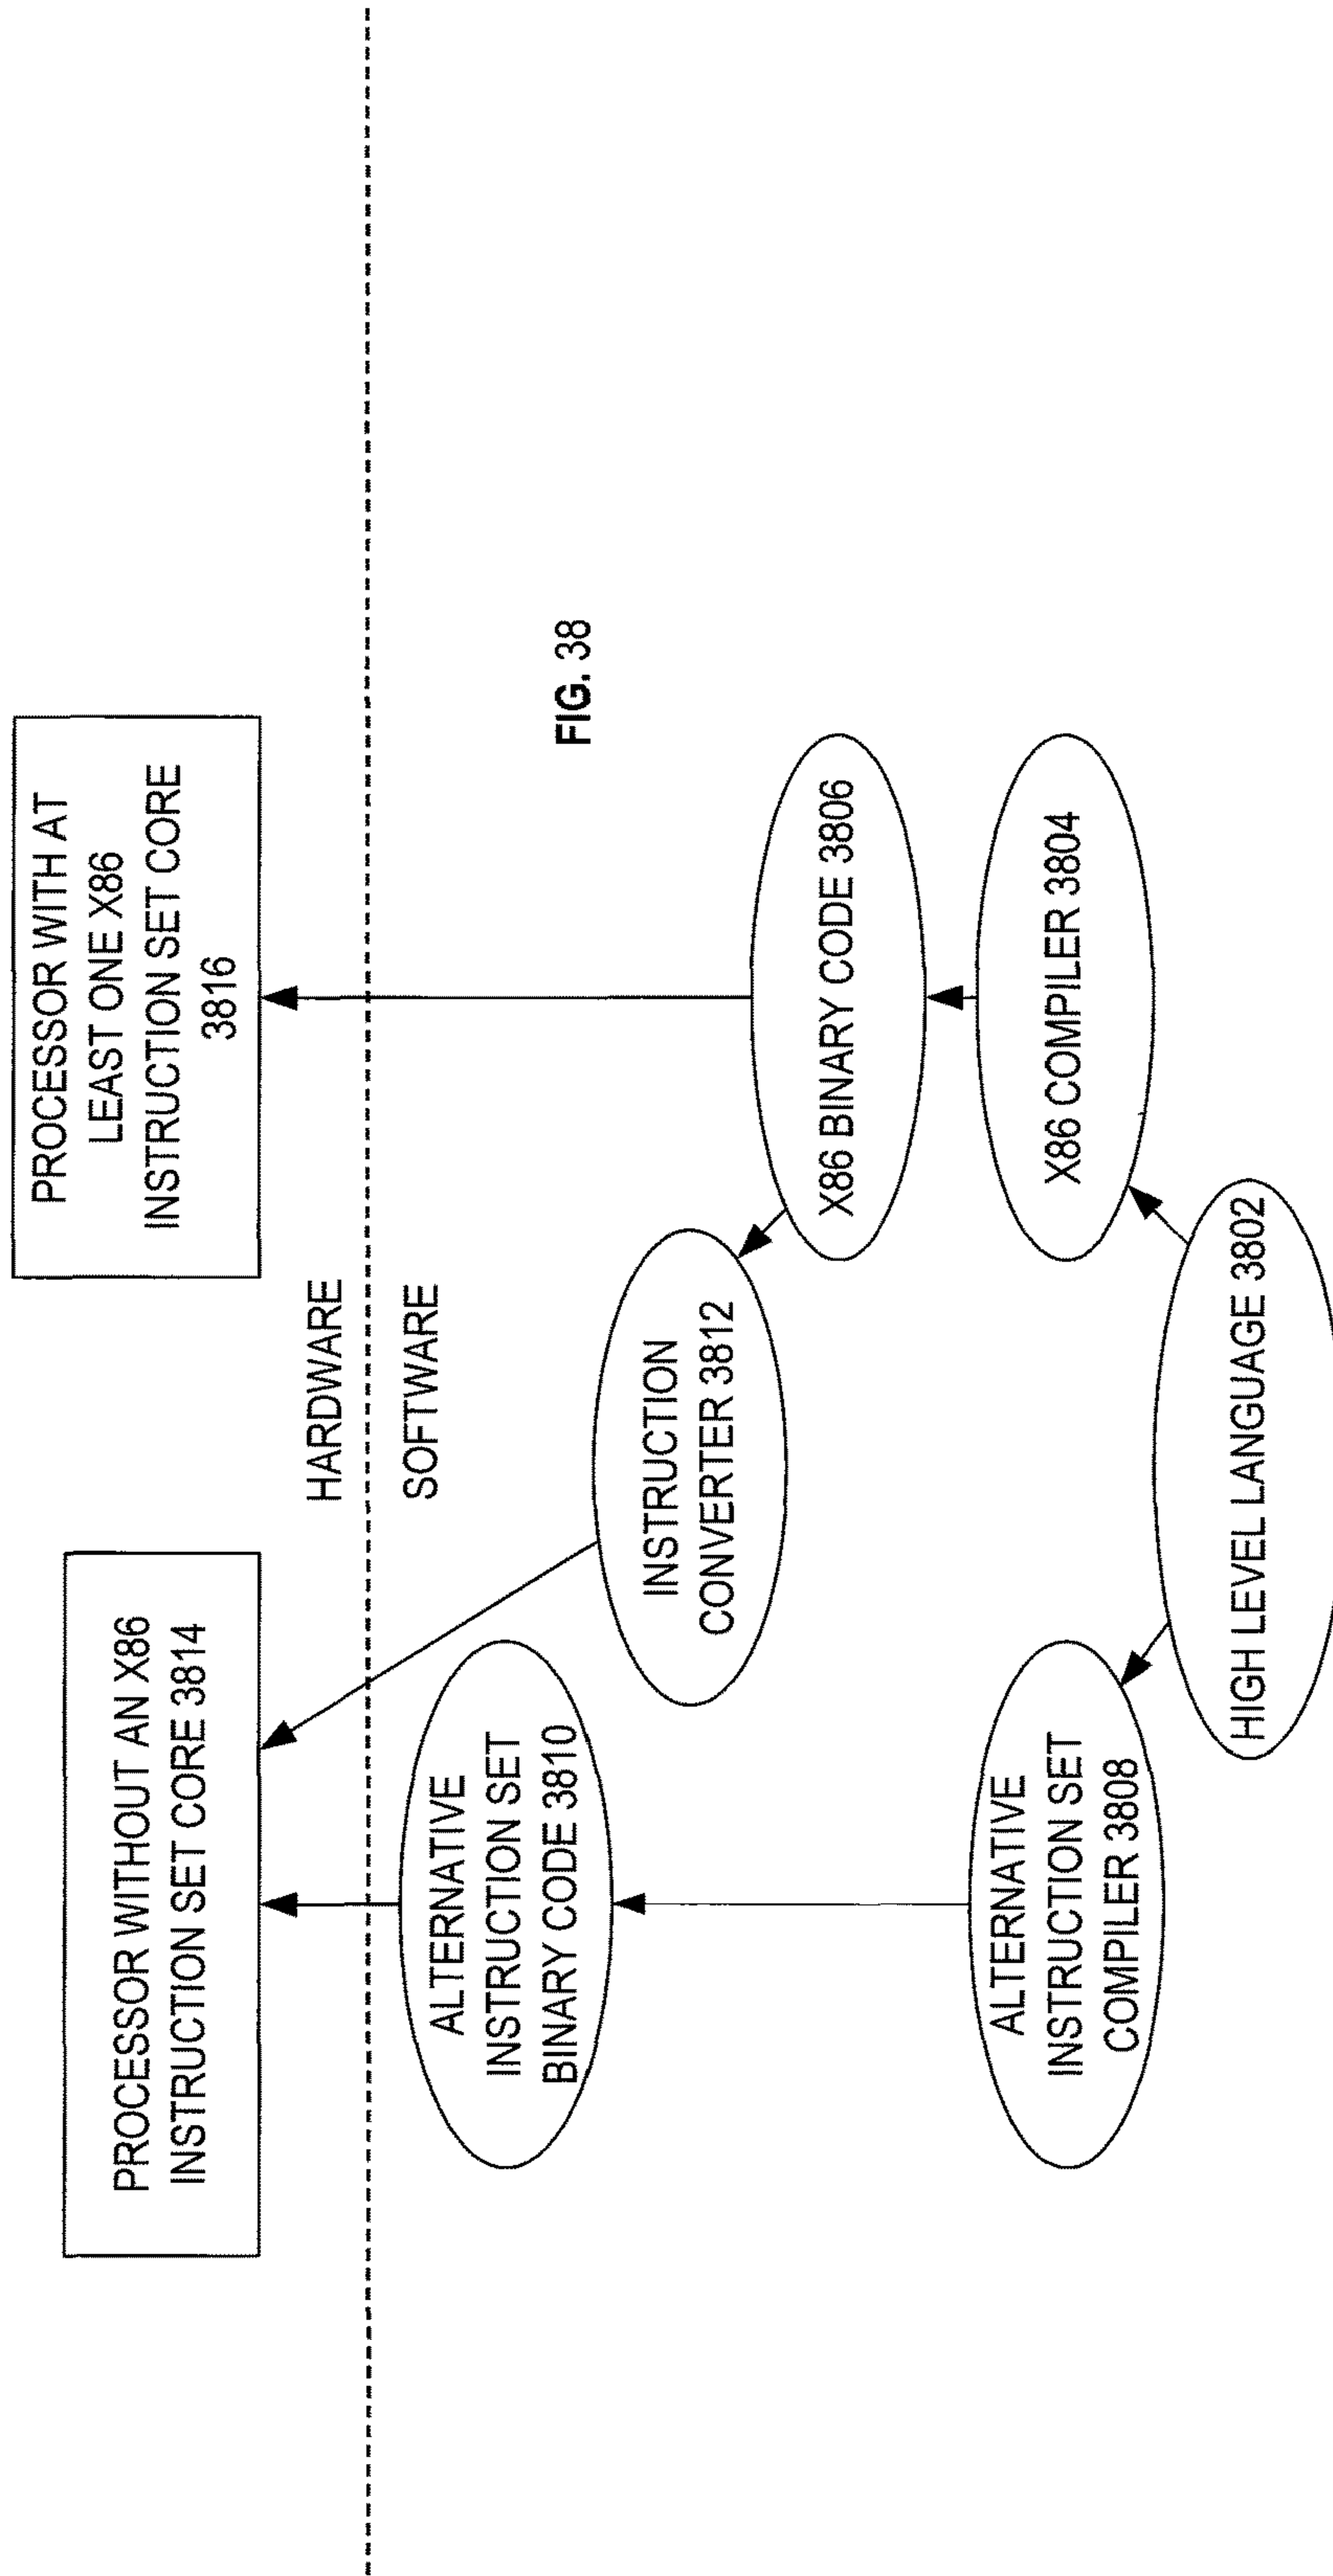 PROCESSOR WITHOUT AN X86
INSTRUCTION SET CORE 3814
PROCESSOR WITH AT
LEAST ONE X86
INSTRUCTION SET CORE
3816
HARDWARE
SOFTWARE
ALTERNATIVE
INSTRUCTION SET
BINARY CODE 3810
INSTRUCTION
CONVERTER 3812
FIG. 38
X86 BINARY CODE 3806
ALTERNATIVE
INSTRUCTION SET
COMPILER 3808
X86 COMPILER 3804
HIGH LEVEL LANGUAGE 3802